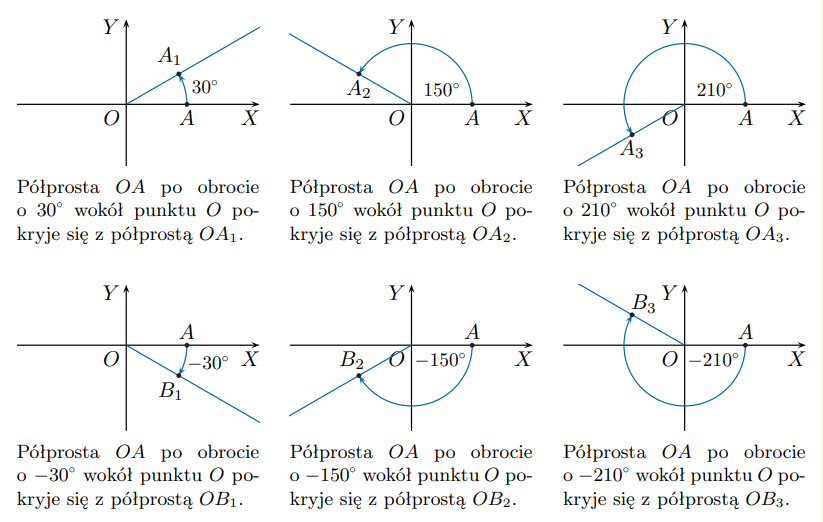 Y
A₁
30°
O
A
X
Półprosta OA po obrocie
o 30° wokół punktu O po-
kryje się z półprostą OA₁.
Y
A₂
150°
O
A
X
Półprosta OA po obrocie
o 150° wokół punktu O po-
kryje się z półprostą OA₂.
Y
210°
O
A
X
A₃
Półprosta OA po obrocie
o 210° wokół punktu O po-
kryje się z półprostą OA₃.
Y
A
O
−30°
X
B₁
Półprosta OA po obrocie
o −30° wokół punktu O po-
kryje się z półprostą OB₁.
Y
A
B₂
O
−150°
X
Półprosta OA po obrocie
o −150° wokół punktu O po-
kryje się z półprostą OB₂.
B₃
Y
A
O
−210°
X
Półprosta OA po obrocie
o −210° wokół punktu O po-
kryje się z półprostą OB₃.